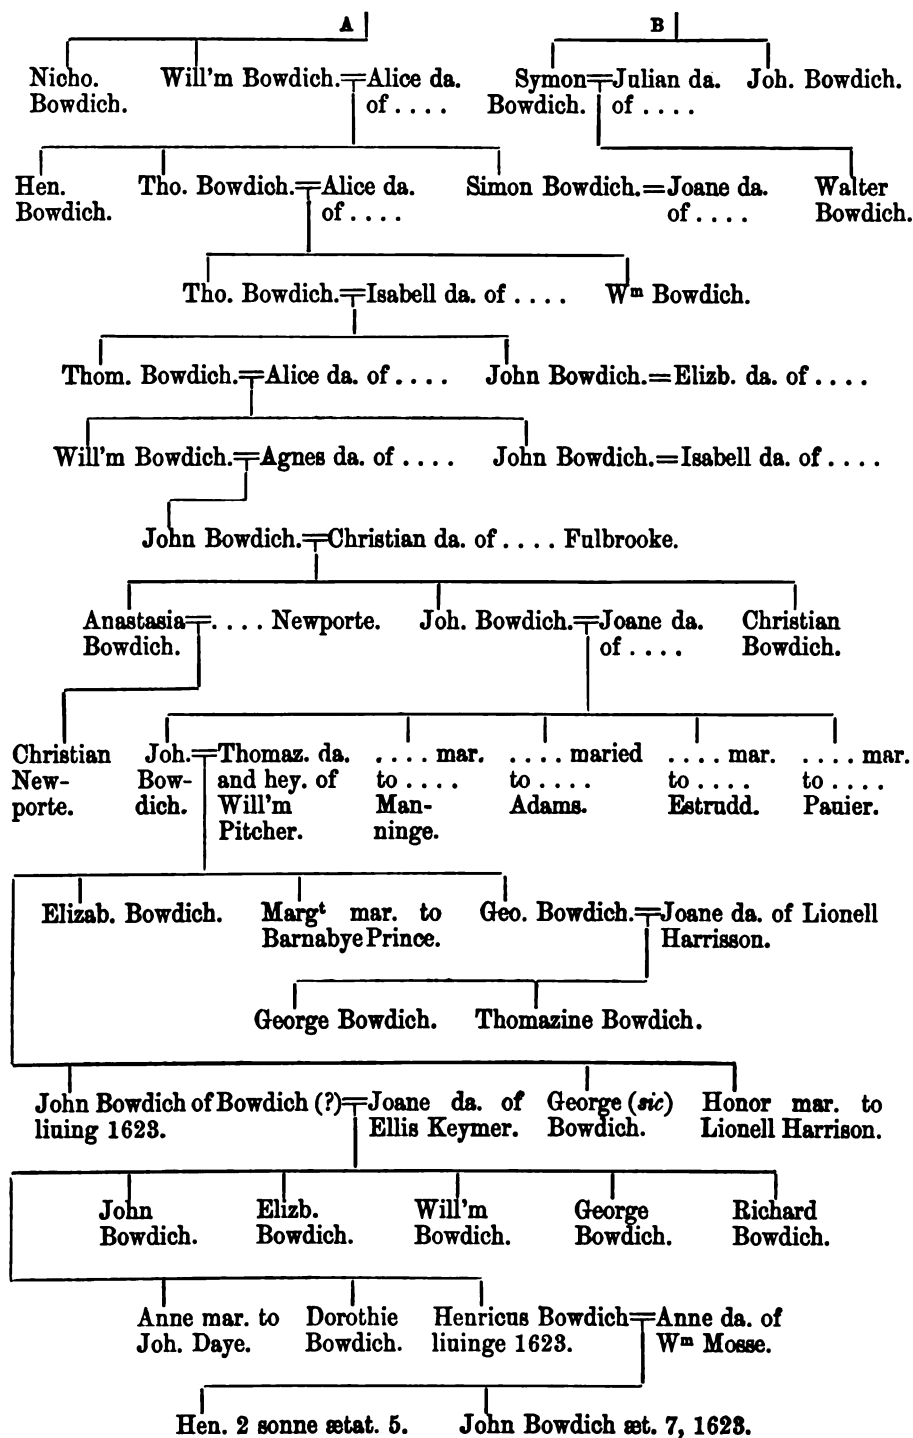 A B
Nicho. Will'm Bowdich.=Alice da. Symon=Julian da. Joh. Bowdich.
Bowdich. of . . . . Bowdich. of . . . .
Hen. Tho. Bowdich.=Alice da. Simon Bowdich.=Joane da. Walter
Bowdich. of . . . . of . . . . Bowdich.
Tho. Bowdich.=Isabell da. of . . . . Wᵐ Bowdich.
Thom. Bowdich.=Alice da. of . . . . John Bowdich.=Elizb. da. of . . . .
Will'm Bowdich.=Agnes da. of . . . . John Bowdich.=Isabell da. of . . . .
John Bowdich.=Christian da. of . . . . Fulbrooke.
Anastasia=. . . . Newporte. Joh. Bowdich.=Joane da. Christian
Bowdich. of . . . . Bowdich.
Christian Joh.=Thomaz. da. . . . . mar. . . . . maried . . . . mar. . . . . mar.
New- Bow- and hey. of to . . . . to . . . . to . . . . to . . . .
porte. dich. Will'm Man- Adams. Estrudd. Pauier.
Pitcher. ninge.
Elizab. Bowdich. Margᵗ mar. to Geo. Bowdich.=Joane da. of Lionell
Barnabye Prince. Harrisson.
George Bowdich. Thomazine Bowdich.
John Bowdich of Bowdich (?)=Joane da. of George (sic) Honor mar. to
liuing 1623. Ellis Keymer. Bowdich. Lionell Harrison.
John Elizb. Will'm George Richard
Bowdich. Bowdich. Bowdich. Bowdich. Bowdich.
Anne mar. to Dorothie Henricus Bowdich=Anne da. of
Joh. Daye. Bowdich. liuinge 1623. Wᵐ Mosse.
Hen. 2 sonne ætat. 5. John Bowdich æt. 7, 1623.